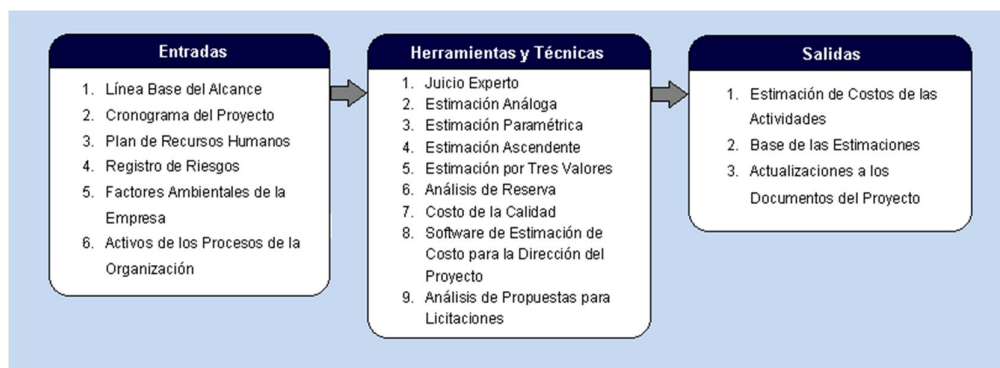 Entradas
1. Línea Base del Alcance
2. Cronograma del Proyecto
3. Plan de Recursos Humanos
4. Registro de Riesgos
5. Factores Ambientales de la
Empresa
6. Activos de los Procesos de la
Organización
Herramientas y Técnicas
1. Juicio Experto
2. Estimación Análoga
3. Estimación Paramétrica
4. Estimación Ascendente
5. Estimación por Tres Valores
6. Análisis de Reserva
7. Costo de la Calidad
8. Software de Estimación de
Costo para la Dirección del
Proyecto
9. Análisis de Propuestas para
Licitaciones
Salidas
1. Estimación de Costos de las
Actividades
2. Base de las Estimaciones
3. Actualizaciones a los
Documentos del Proyecto